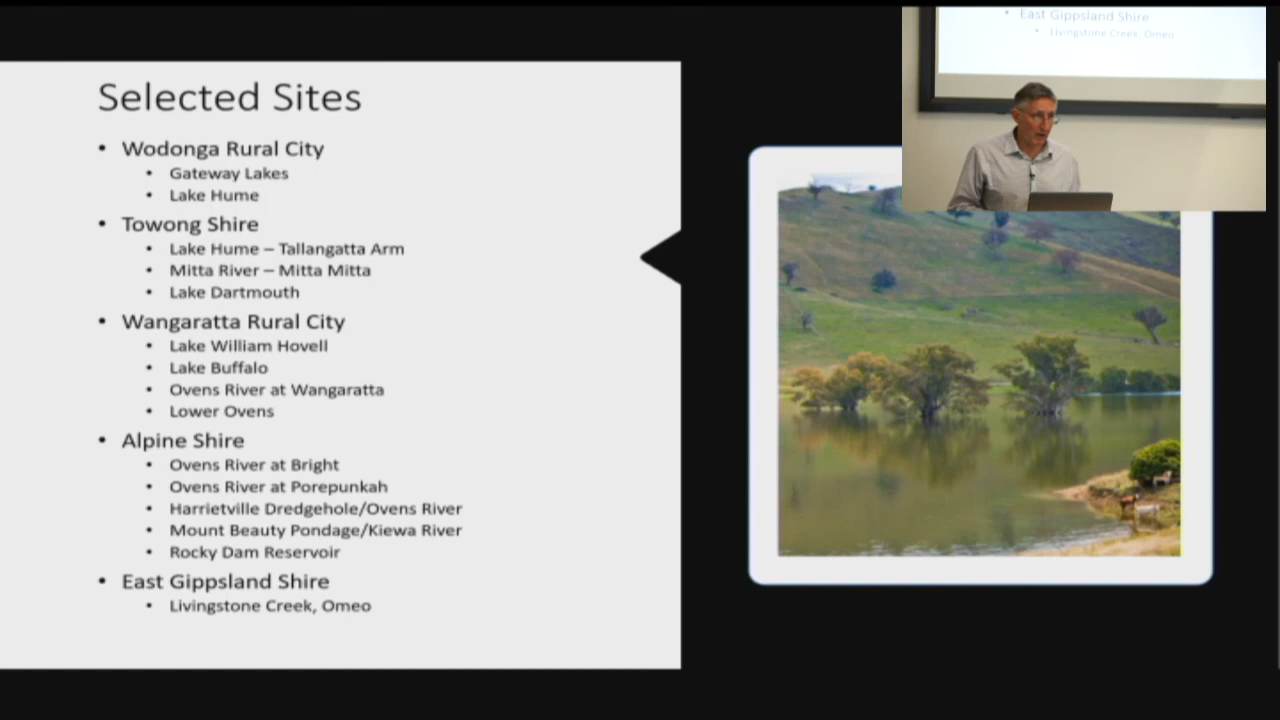 Selected Sites
• Wodonga Rural City
• Gateway Lakes
• Lake Hume
• Towong Shire
• Lake Hume – Tallangatta Arm
• Mitta River – Mitta Mitta
• Lake Dartmouth
• Wangaratta Rural City
• Lake William Hovell
• Lake Buffalo
• Ovens River at Wangaratta
• Lower Ovens
• Alpine Shire
• Ovens River at Bright
• Ovens River at Porepunkah
• Harrietville Dredgehole/Ovens River
• Mount Beauty Pondage/Kiewa River
• Rocky Dam Reservoir
• East Gippsland Shire
• Livingstone Creek, Omeo
• East Gippsland Shire
• Livingstone Creek, Omeo